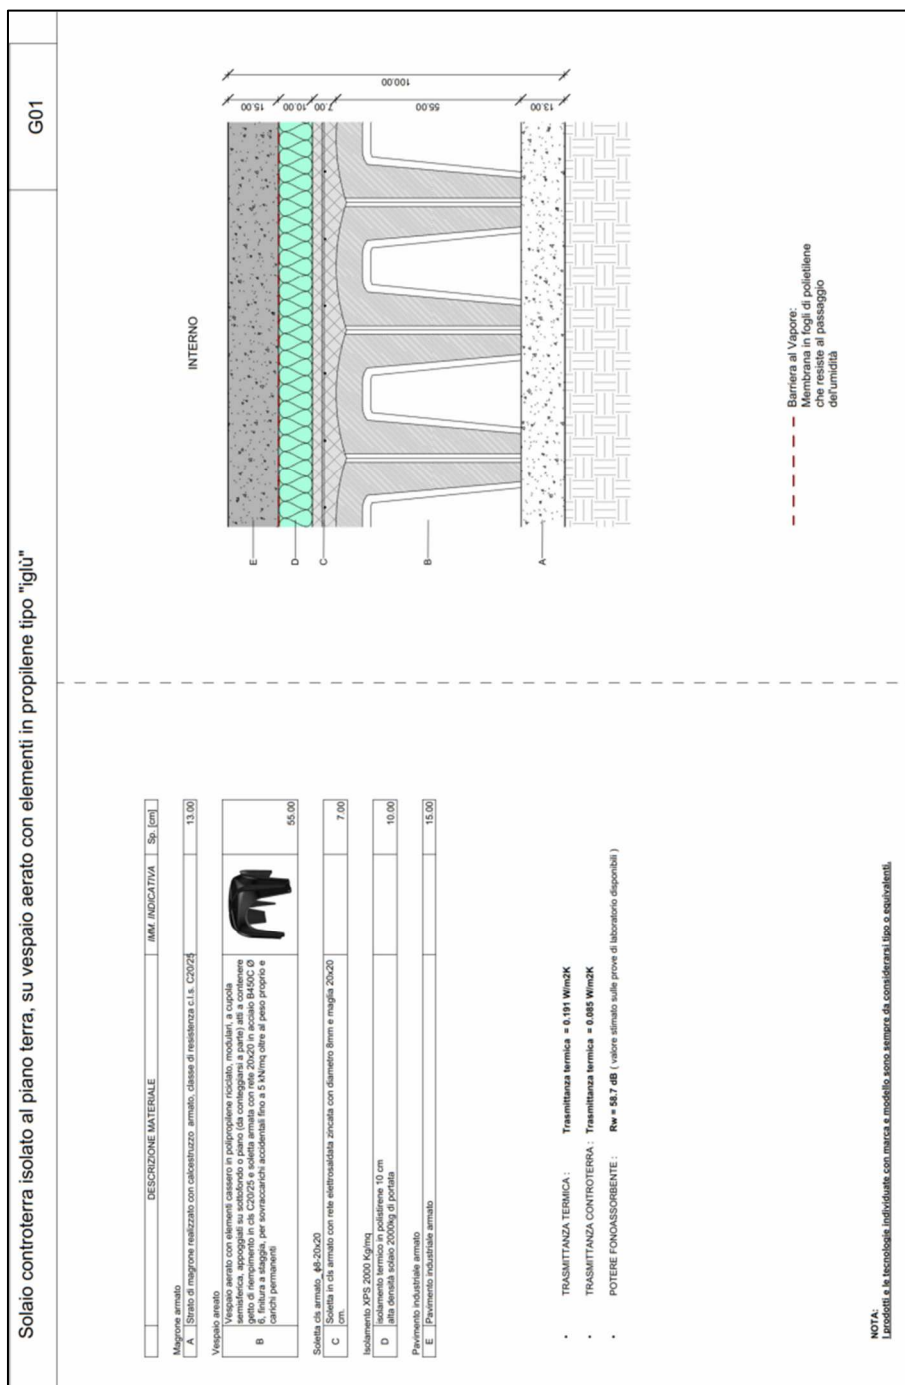 Solaio controterra isolato al piano terra, su vespaio aerato con elementi in propilene tipo "iglù"
G01
DESCRIZIONE MATERIALE
IMM. INDICATIVA
Sp. [cm]
Magrone armato
A
Strato di magrone realizzato con calcestruzzo armato, classe di resistenza c.l.s. C20/25
13.00
Vespaio areato
B
Vespaio aerato con elementi cassero in polipropilene riciclato, modulari, a cupola
semisferica, appoggiati su sottofondo o piano (da conteggiarsi a parte) atti a contenere
getto di riempimento in cls C20/25 e soletta armata con rete 20x20 in acciaio B450C Ø
6, finitura a staggia, per sovraccarichi accidentali fino a 5 kN/mq oltre al peso proprio e
carichi permanenti
55.00
Soletta cls armato_ϕ8-20x20
C
Soletta in cls armato con rete elettrosaldata zincata con diametro 8mm e maglia 20x20
cm.
7.00
Isolamento XPS 2000 Kg/mq
D
isolamento termico in polistirene 10 cm
alta densità solaio 2000kg di portata
10.00
Pavimento industriale armato
E
Pavimento industriale armato
15.00
• TRASMITTANZA TERMICA : Trasmittanza termica = 0.191 W/m2K
• TRASMITTANZA CONTROTERRA : Trasmittanza termica = 0.085 W/m2K
• POTERE FONOASSORBENTE : Rw = 58.7 dB ( valore stimato sulle prove di laboratorio disponibili )
NOTA:
I prodotti e le tecnologie individuate con marca e modello sono sempre da considerarsi tipo o equivalenti.
INTERNO
E
D
C
B
A
15.00
10.00
7.00
55.00
13.00
100.00
Barriera al Vapore:
Membrana in fogli di polietilene
che resiste al passaggio
del'umidità